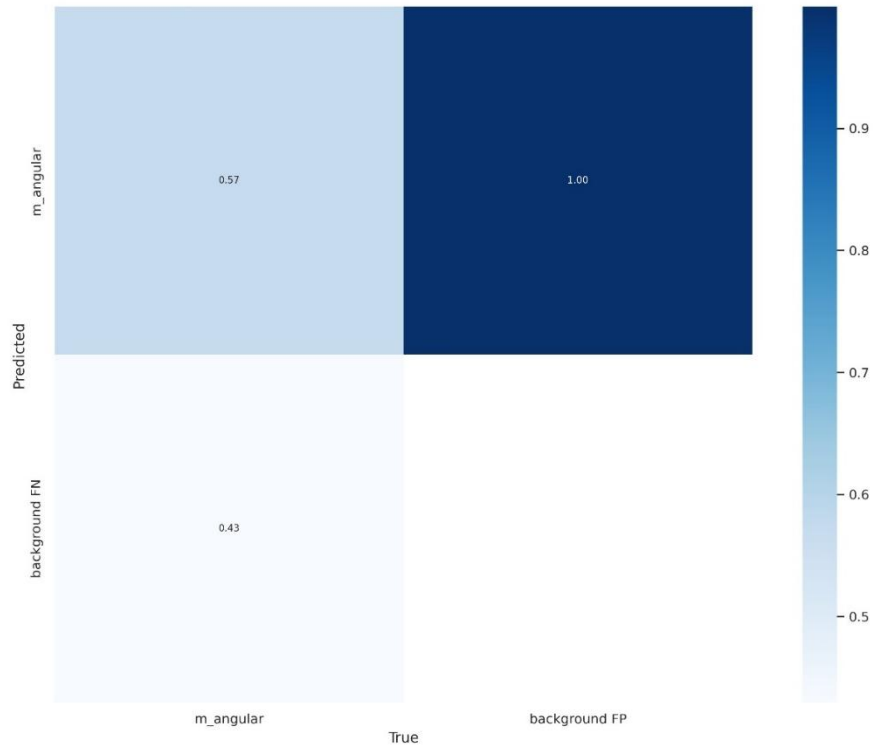 m_angular
Predicted
background FN
0.57
1.00
0.43
m_angular
background FP
True
0.9
0.8
0.7
0.6
0.5